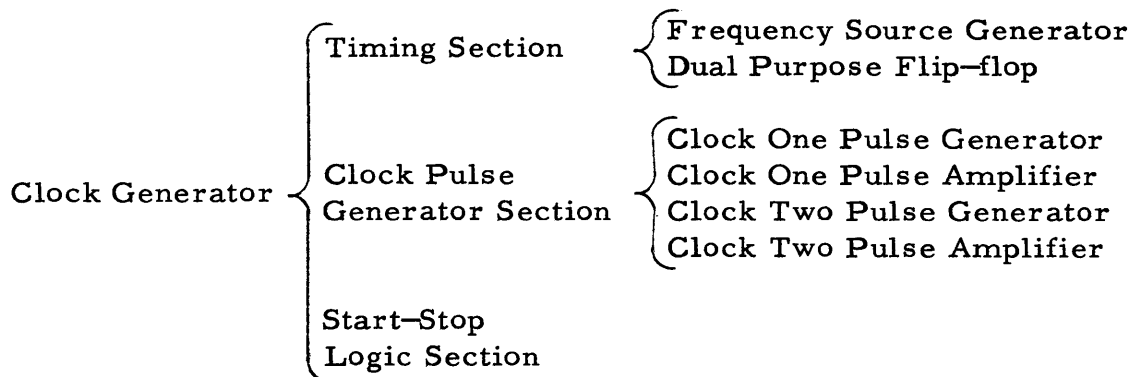 Timing Section
Frequency Source Generator
Dual Purpose Flip–flop
Clock Generator
Clock Pulse
Generator Section
Clock One Pulse Generator
Clock One Pulse Amplifier
Clock Two Pulse Generator
Clock Two Pulse Amplifier
Start–Stop
Logic Section